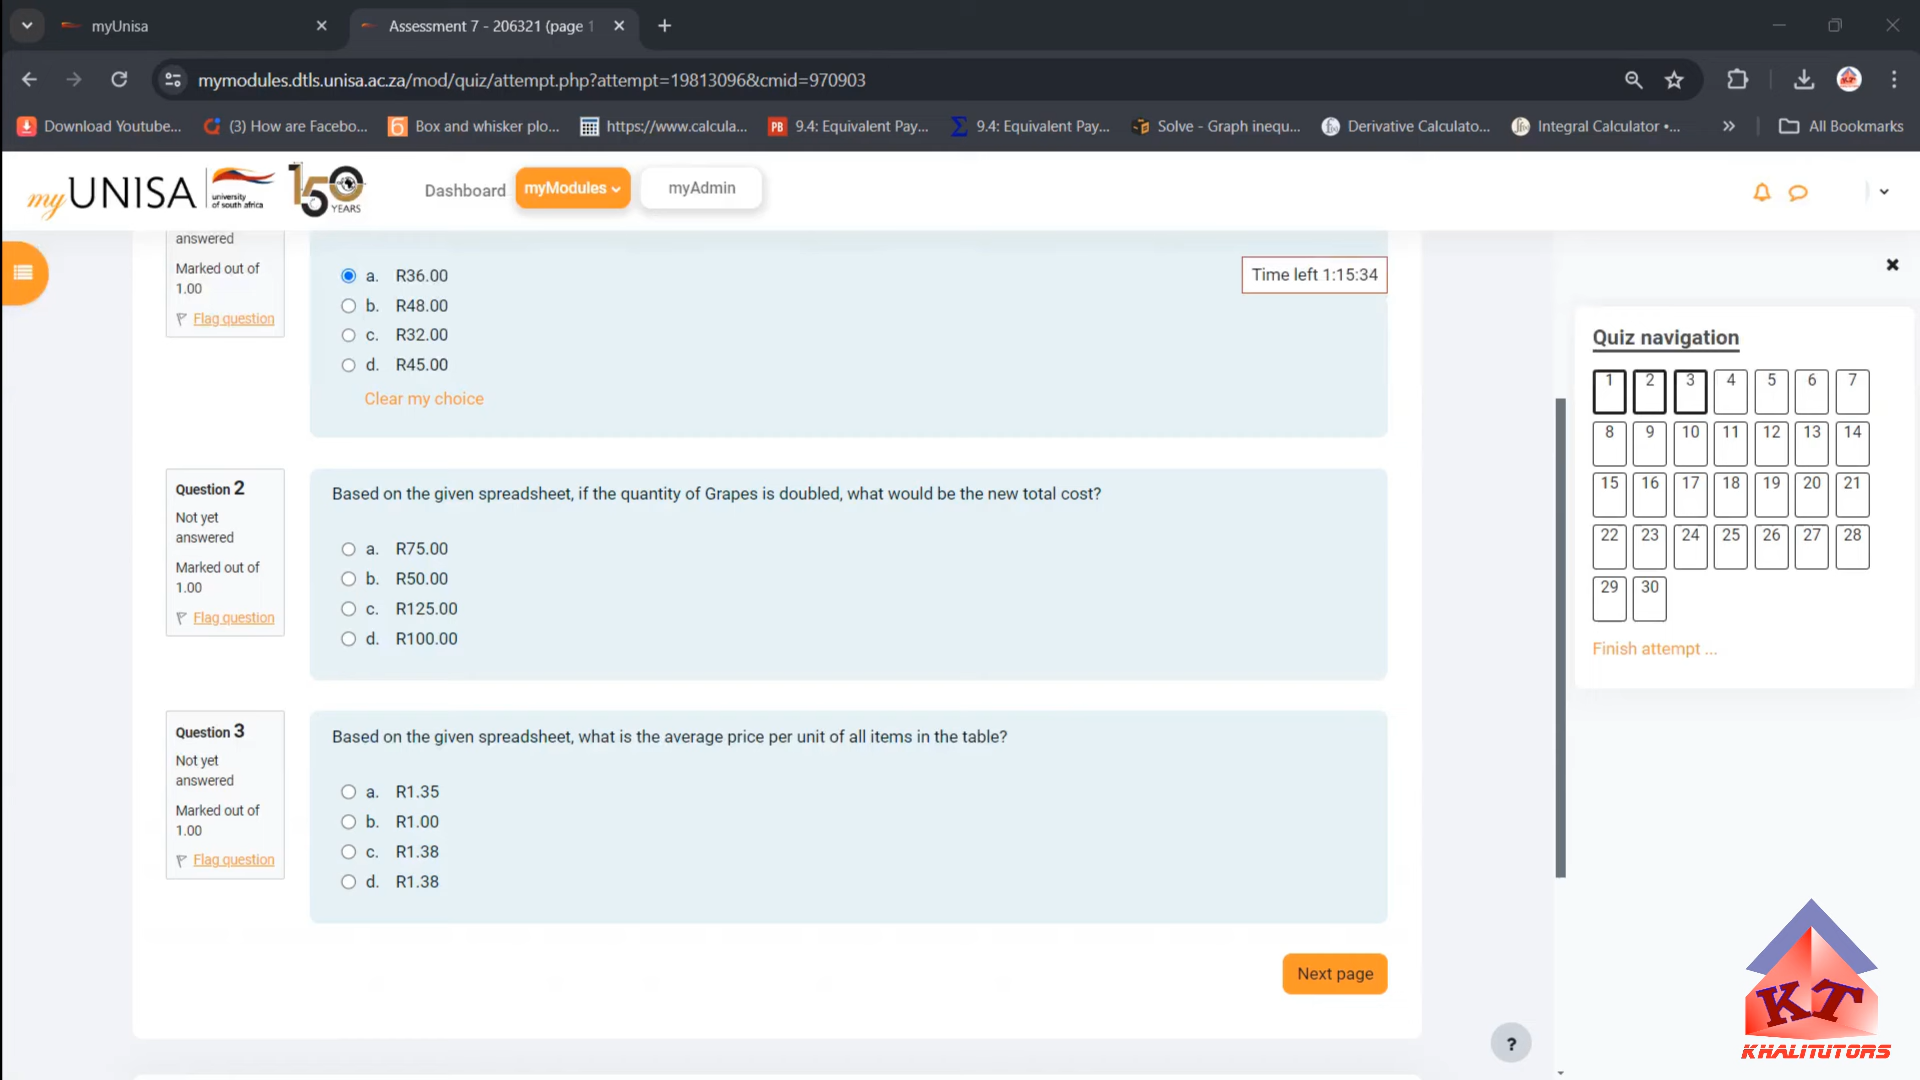 myUnisa
Assessment 7 - 206321 (page 1
mymodules.dtls.unisa.ac.za/mod/quiz/attempt.php?attempt=19813096&cmid=970903
Download Youtube...
(3) How are Facebo...
Box and whisker plo...
https://www.calcula...
PB
9.4: Equivalent Pay...
9.4: Equivalent Pay...
Solve - Graph inequ...
Derivative Calculato...
Integral Calculator •...
All Bookmarks
my UNISA
university
of south africa
150
YEARS
Dashboard
myModules
myAdmin
answered
Marked out of
1.00
Flag question
a. R36.00
b. R48.00
c. R32.00
d. R45.00
Clear my choice
Time left 1:15:34
Question 2
Not yet
answered
Marked out of
1.00
Flag question
Based on the given spreadsheet, if the quantity of Grapes is doubled, what would be the new total cost?
a. R75.00
b. R50.00
c. R125.00
d. R100.00
Question 3
Not yet
answered
Marked out of
1.00
Flag question
Based on the given spreadsheet, what is the average price per unit of all items in the table?
a. R1.35
b. R1.00
c. R1.38
d. R1.38
Next page
Quiz navigation
1 2 3 4 5 6 7
8 9 10 11 12 13 14
15 16 17 18 19 20 21
22 23 24 25 26 27 28
29 30
Finish attempt ...
?
KT
KHALITUTORS